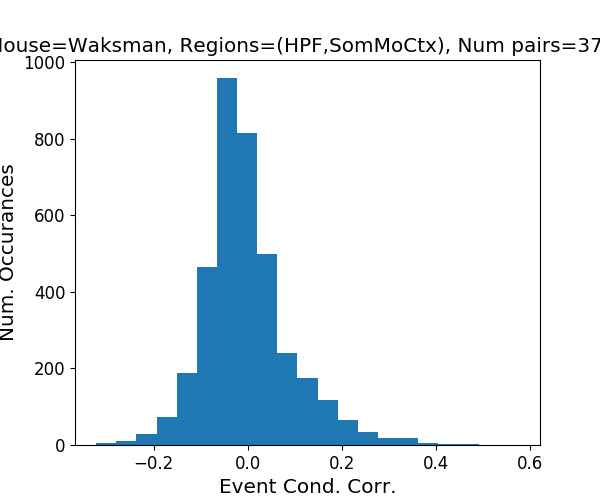 ouse=Waksman, Regions=(HPF,SomMoCtx), Num pairs=37
1000
800
600
400
200
0
Num. Occurances
−0.2 0.0 0.2 0.4 0.6
Event Cond. Corr.